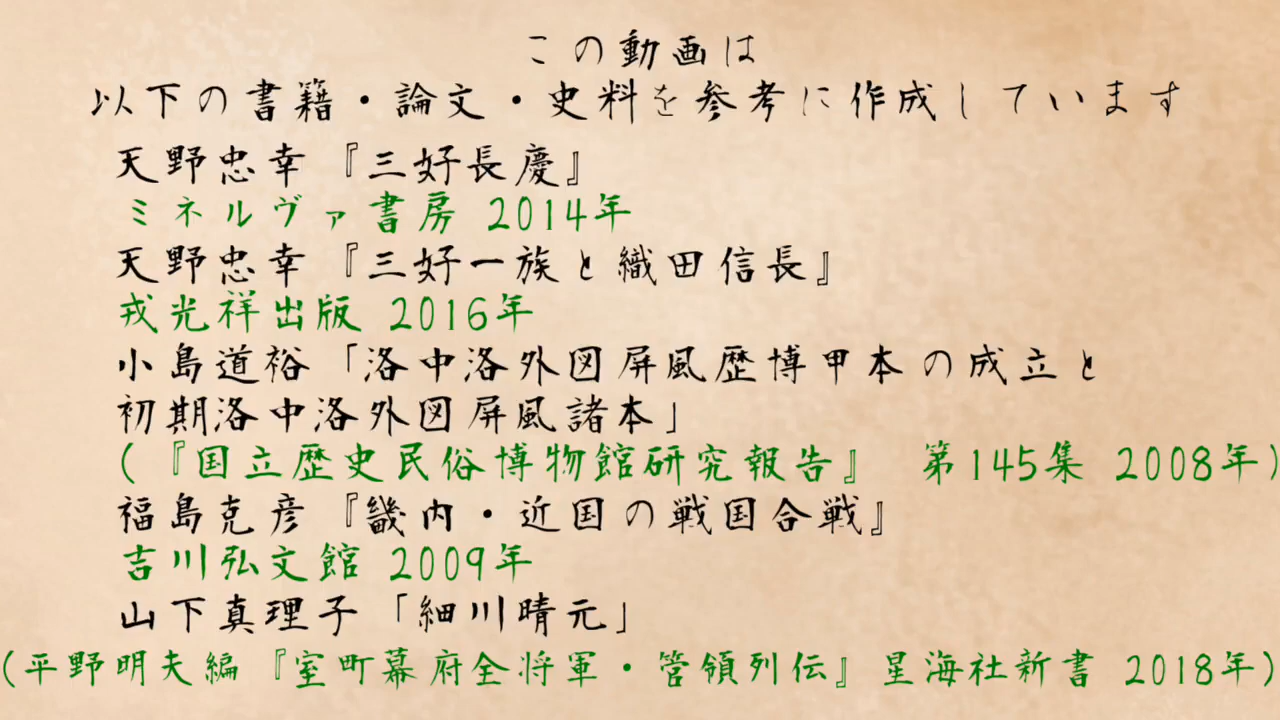 この動画は
以下の書籍・論文・史料を参考に作成しています
天野忠幸『三好長慶』
ミネルヴァ書房 2014年
天野忠幸『三好一族と織田信長』
戎光祥出版 2016年
小島道裕「洛中洛外図屏風歴博甲本の成立と
初期洛中洛外図屏風諸本」
(『国立歴史民俗博物館研究報告』 第145集 2008年)
福島克彦『畿内・近国の戦国合戦』
吉川弘文館 2009年
山下真理子「細川晴元」
(平野明夫編『室町幕府全将軍・管領列伝』星海社新書 2018年)